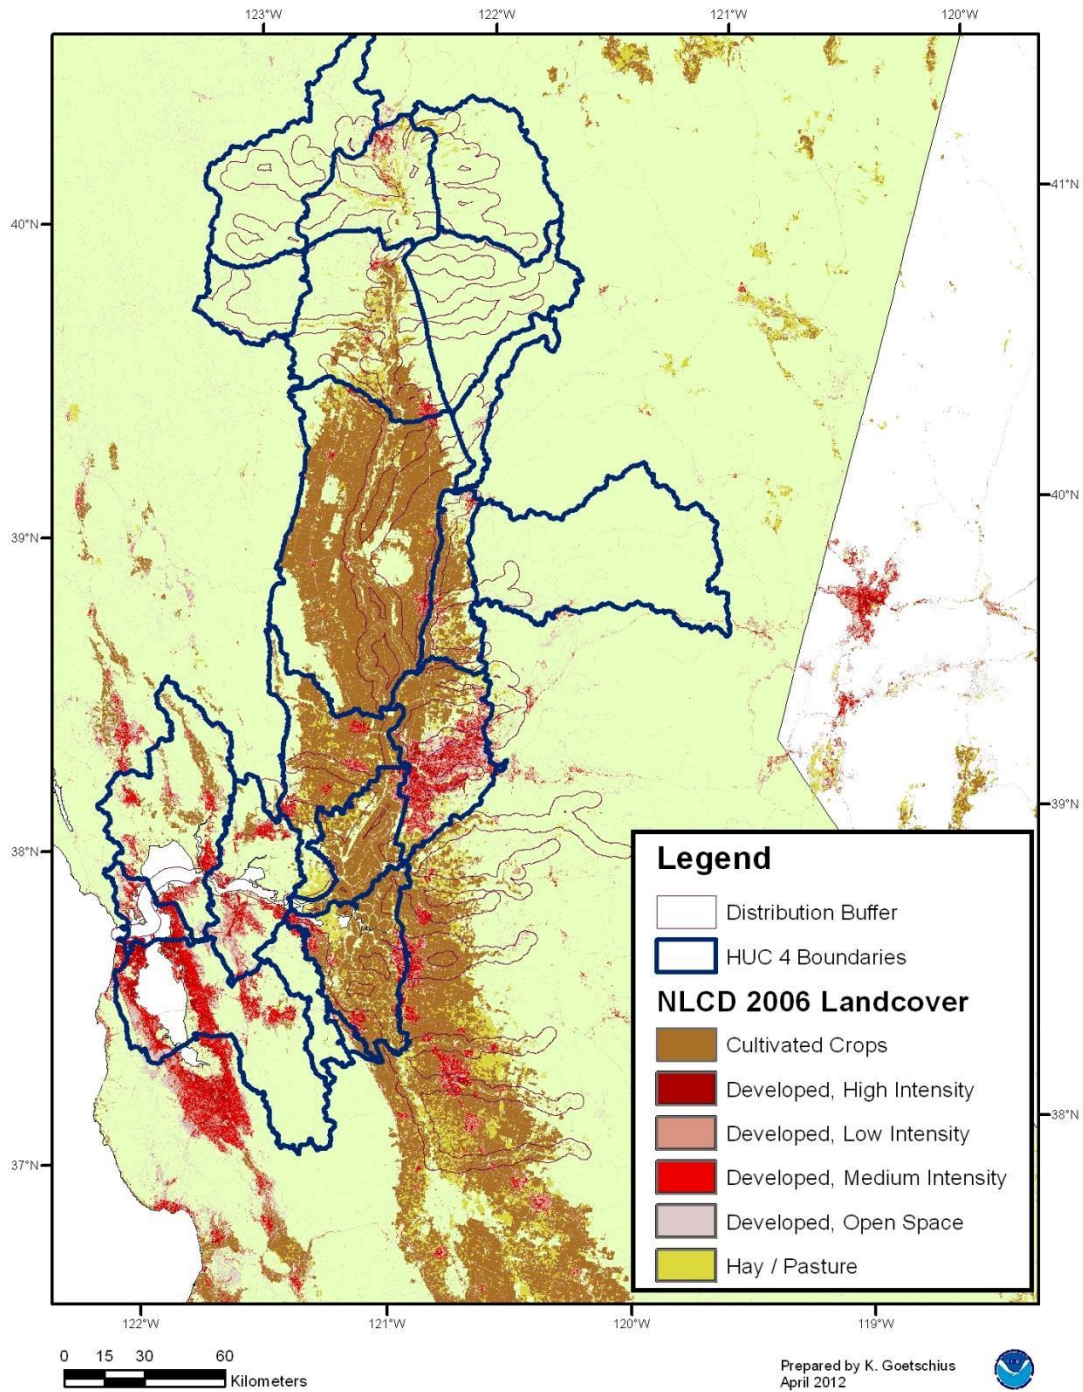 123°W
122°W
121°W
120°W
41°N
40°N
40°N
39°N
39°N
38°N
38°N
37°N
Legend
Distribution Buffer
HUC 4 Boundaries
NLCD 2006 Landcover
Cultivated Crops
Developed, High Intensity
Developed, Low Intensity
Developed, Medium Intensity
Developed, Open Space
Hay / Pasture
122°W
121°W
120°W
119°W
0 15 30 60
Kilometers
Prepared by K. Goetschius
April 2012